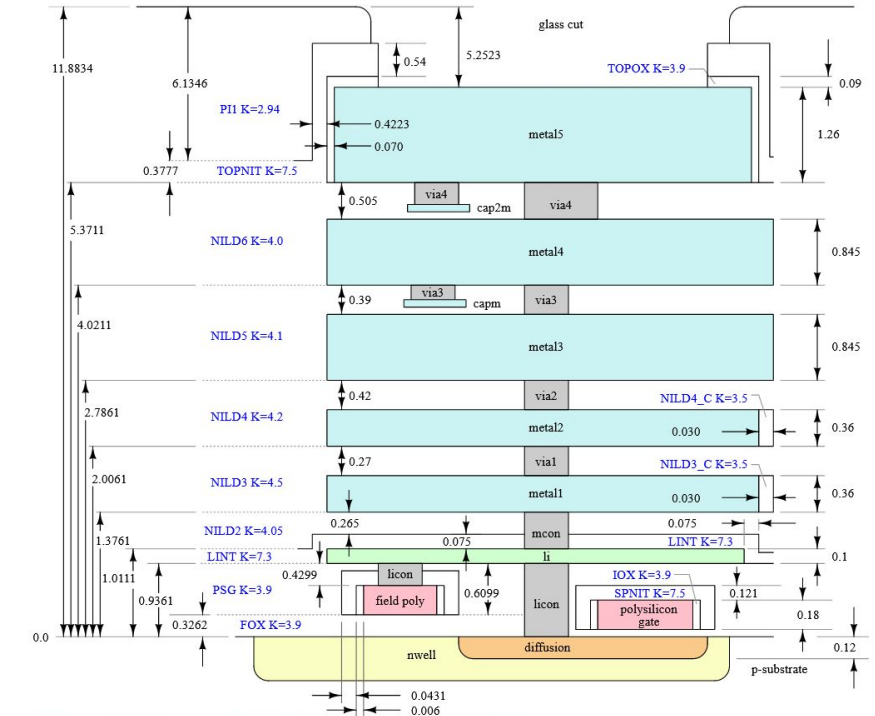 glass cut
11.8834
6.1346
0.54
5.2523
TOPOX K=3.9
0.09
PI1 K=2.94
0.4223
metal5
1.26
0.070
0.3777
TOPNIT K=7.5
0.505
via4
cap2m
via4
5.3711
NILD6 K=4.0
metal4
0.845
4.0211
0.39
via3
capm
via3
NILD5 K=4.1
metal3
0.845
2.7861
0.42
via2
NILD4_C K=3.5
NILD4 K=4.2
metal2
0.030
0.36
2.0061
0.27
via1
NILD3_C K=3.5
NILD3 K=4.5
metal1
0.030
0.36
1.3761
0.265
0.075
NILD2 K=4.05
0.075
mcon
LINT K=7.3
LINT K=7.3
li
0.1
1.0111
0.4299
licon
IOX K=3.9
0.9361
PSG K=3.9
field poly
0.6099
licon
SPNIT K=7.5
0.121
polysilicon
gate
0.18
0.3262
FOX K=3.9
0.0
diffusion
0.12
nwell
p-substrate
0.0431
0.006